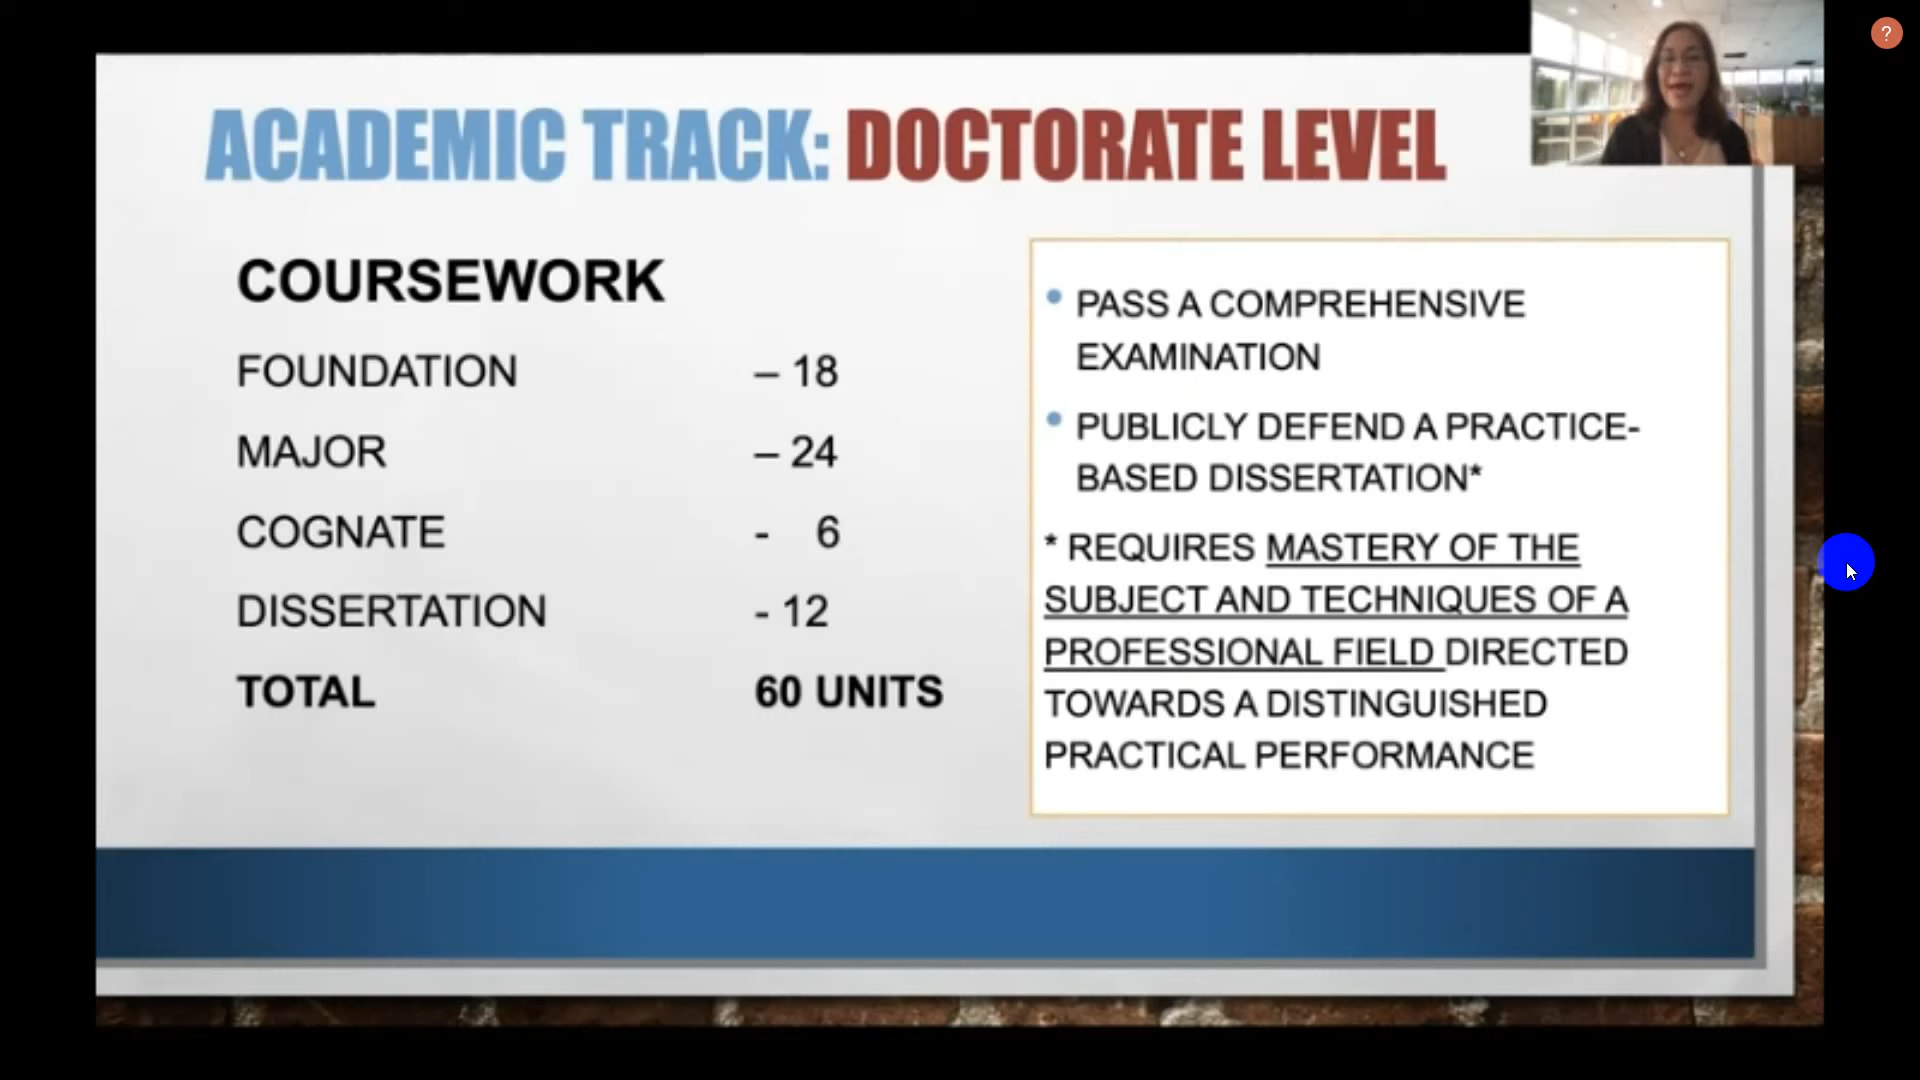 ACADEMIC TRACK: DOCTORATE LEVEL
COURSEWORK
FOUNDATION – 18
MAJOR – 24
COGNATE - 6
DISSERTATION - 12
TOTAL 60 UNITS
• PASS A COMPREHENSIVE
EXAMINATION
• PUBLICLY DEFEND A PRACTICE-
BASED DISSERTATION*
* REQUIRES MASTERY OF THE
SUBJECT AND TECHNIQUES OF A
PROFESSIONAL FIELD DIRECTED
TOWARDS A DISTINGUISHED
PRACTICAL PERFORMANCE
?